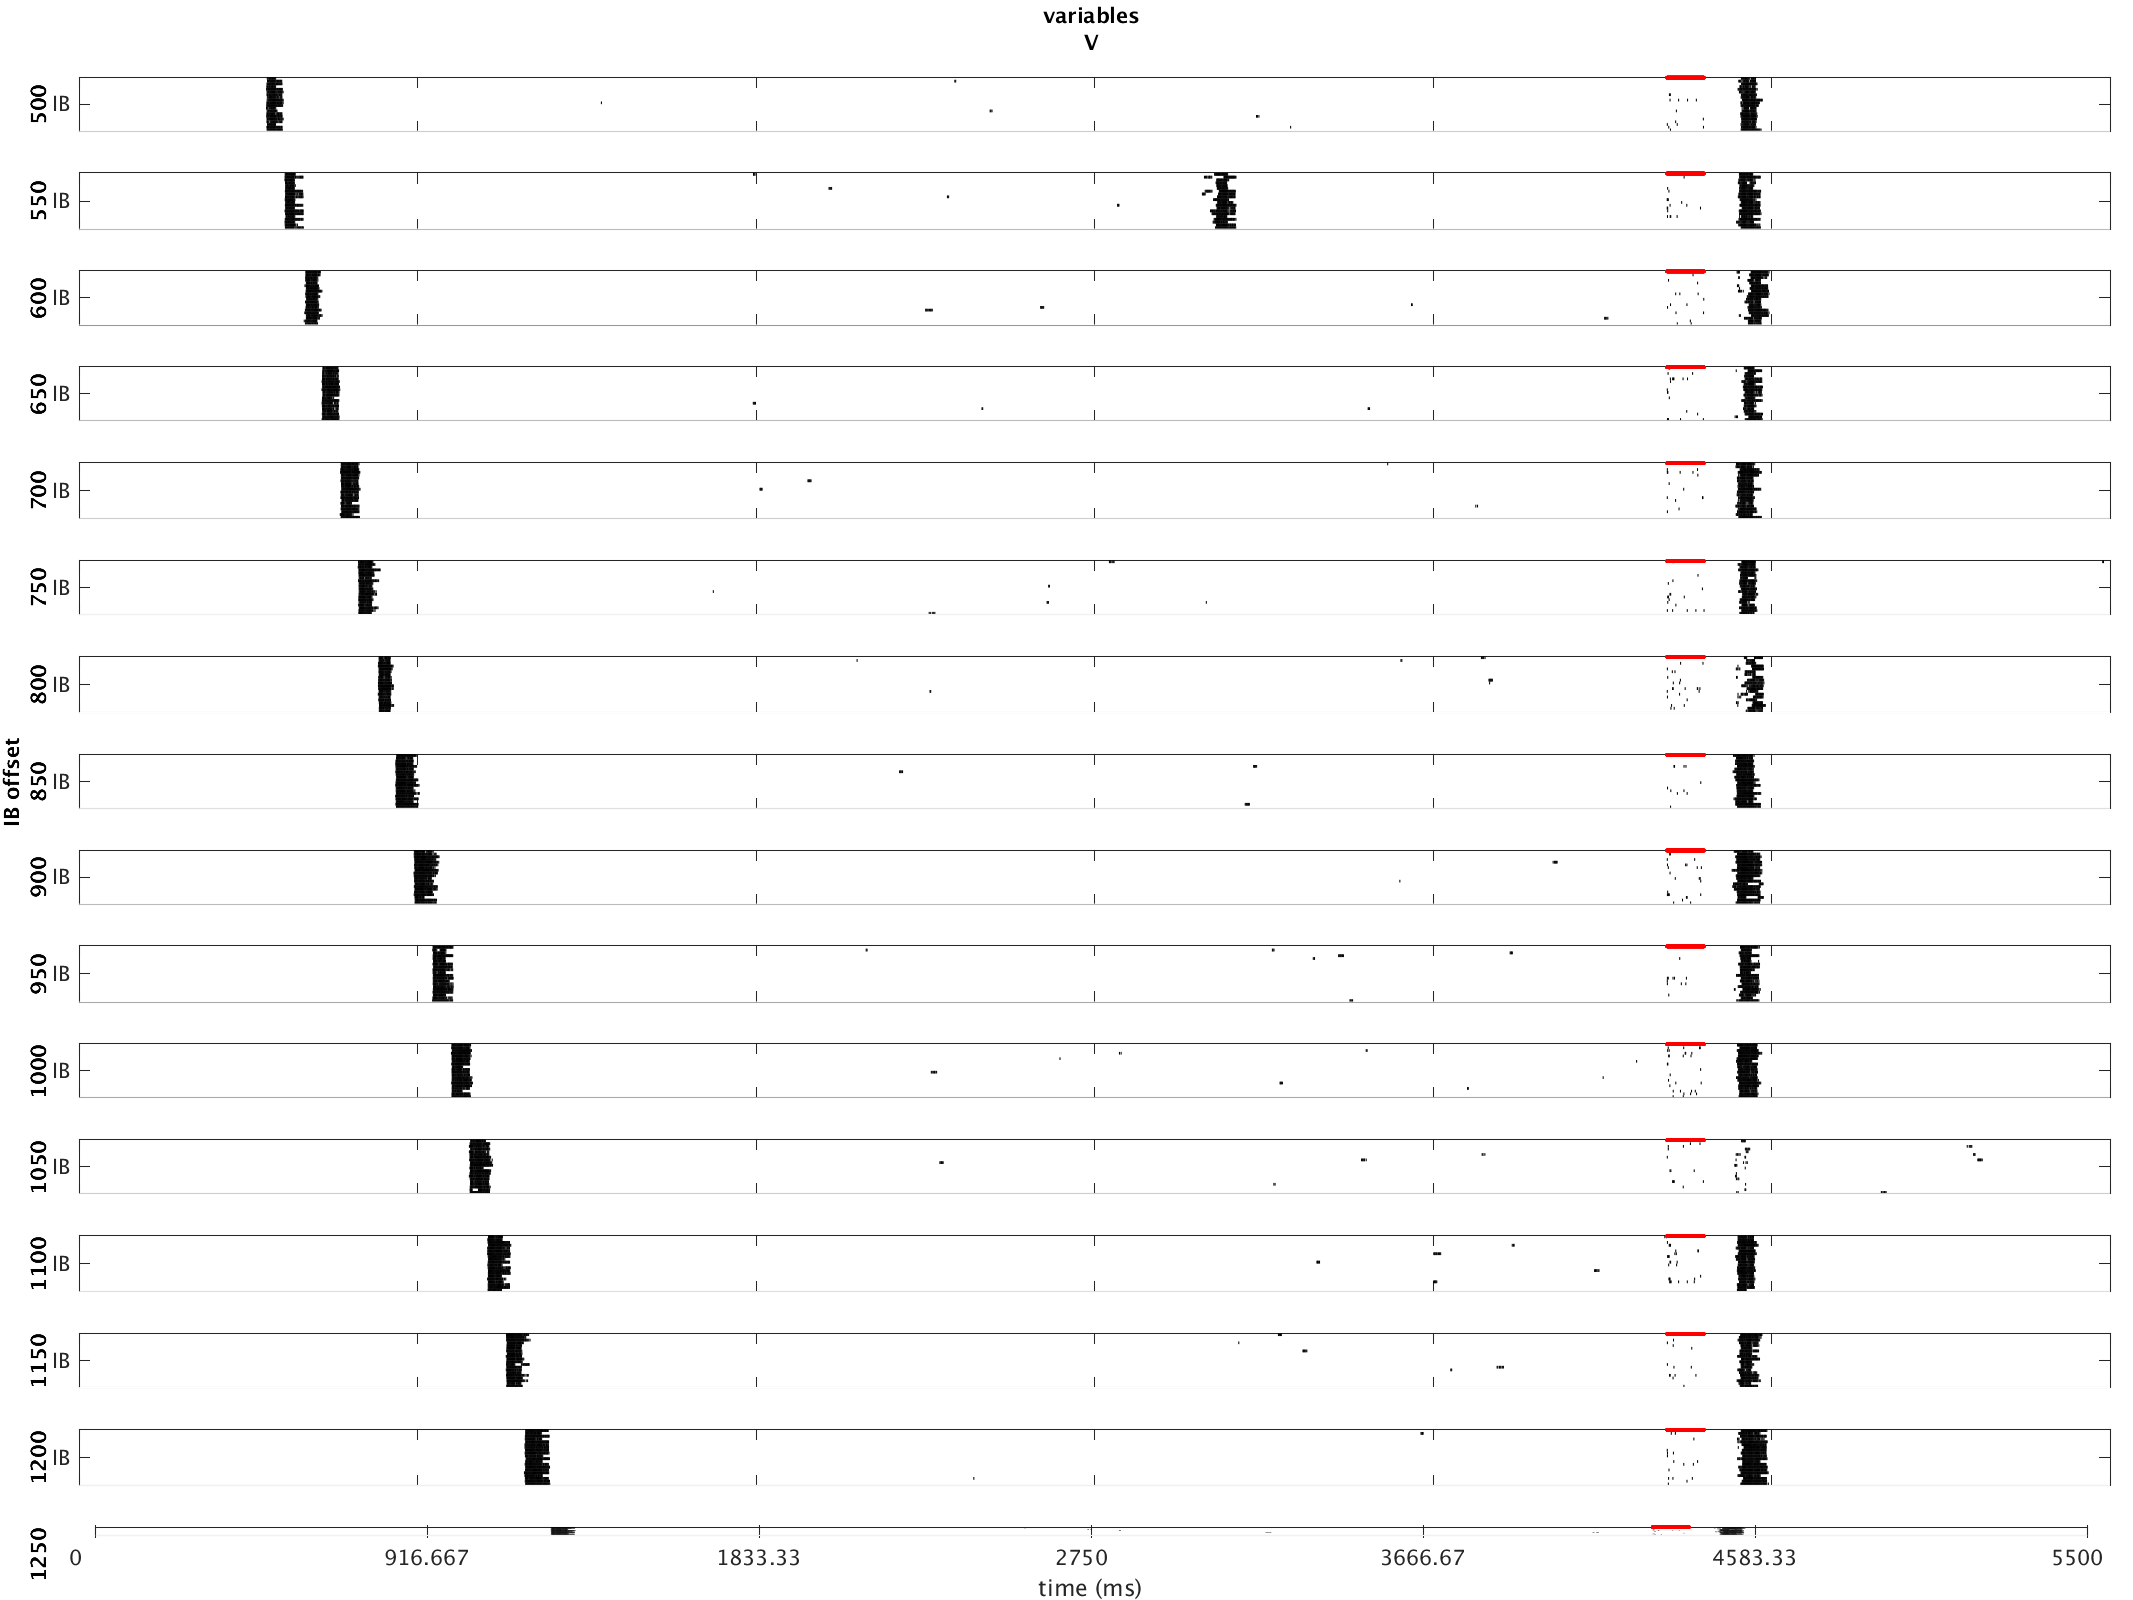 variables
V
500 IB
550 IB
600 IB
650 IB
700 IB
750 IB
800 IB
850 IB
900 IB
950 IB
1000 IB
1050 IB
1100 IB
1150 IB
1200 IB
1250
IB offset
0 916.667 1833.33 2750 3666.67 4583.33 5500
time (ms)